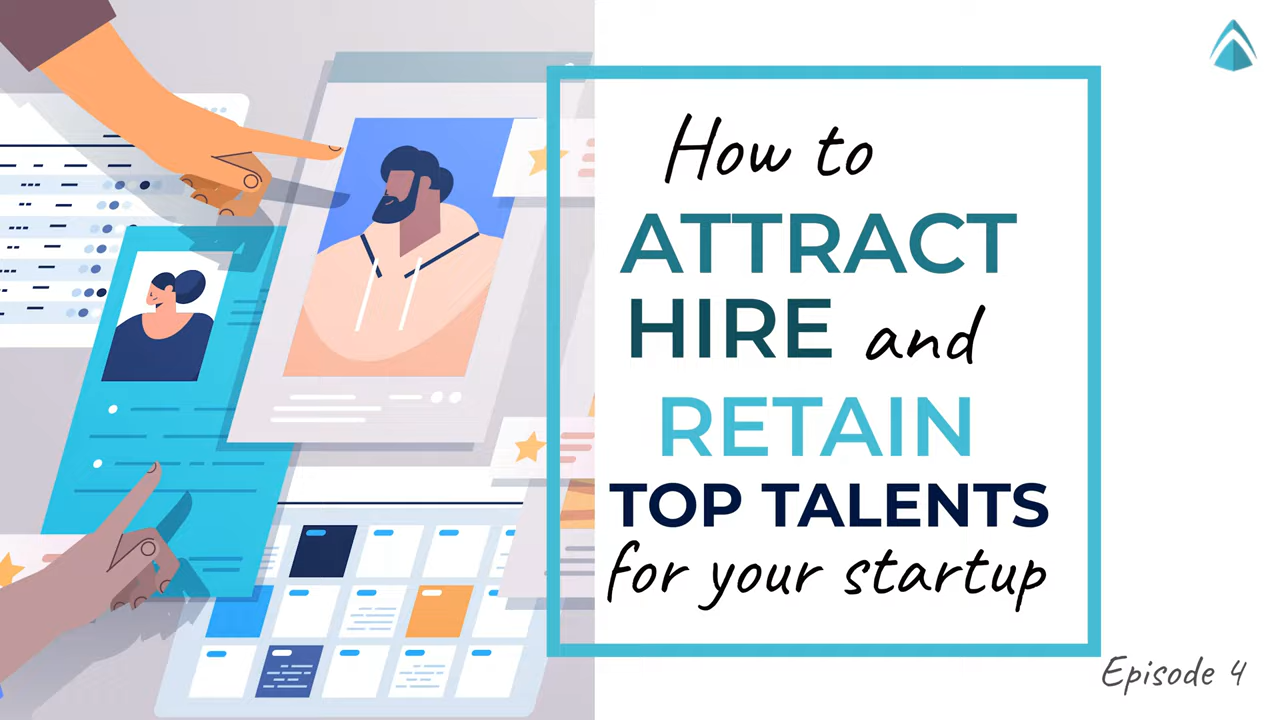 How to
ATTRACT
HIRE and
RETAIN
TOP TALENTS
for your startup
Episode 4